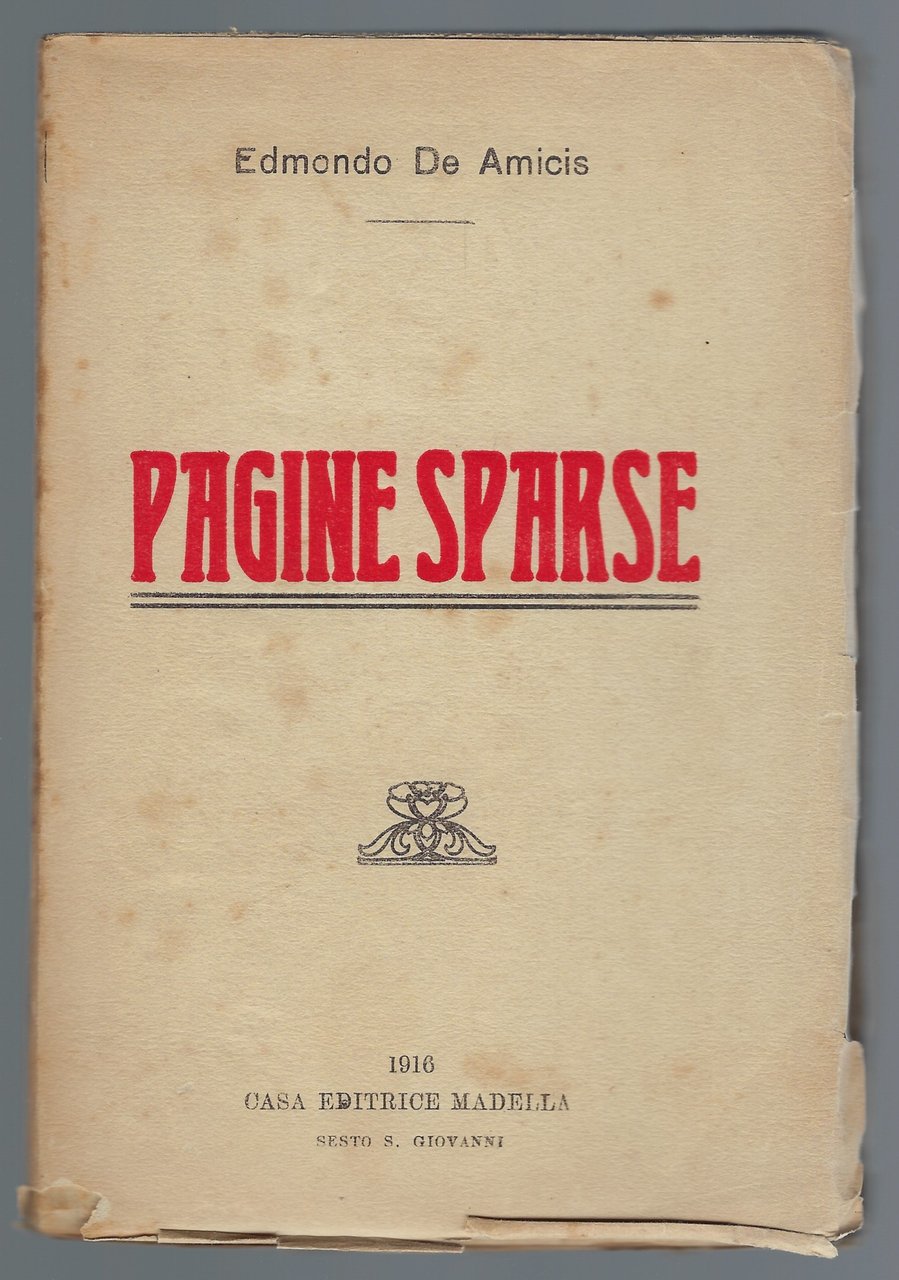 Edmondo De Amicis
PAGINE SPARSE
1916
CASA EDITRICE MADELLA
SESTO S. GIOVANNI